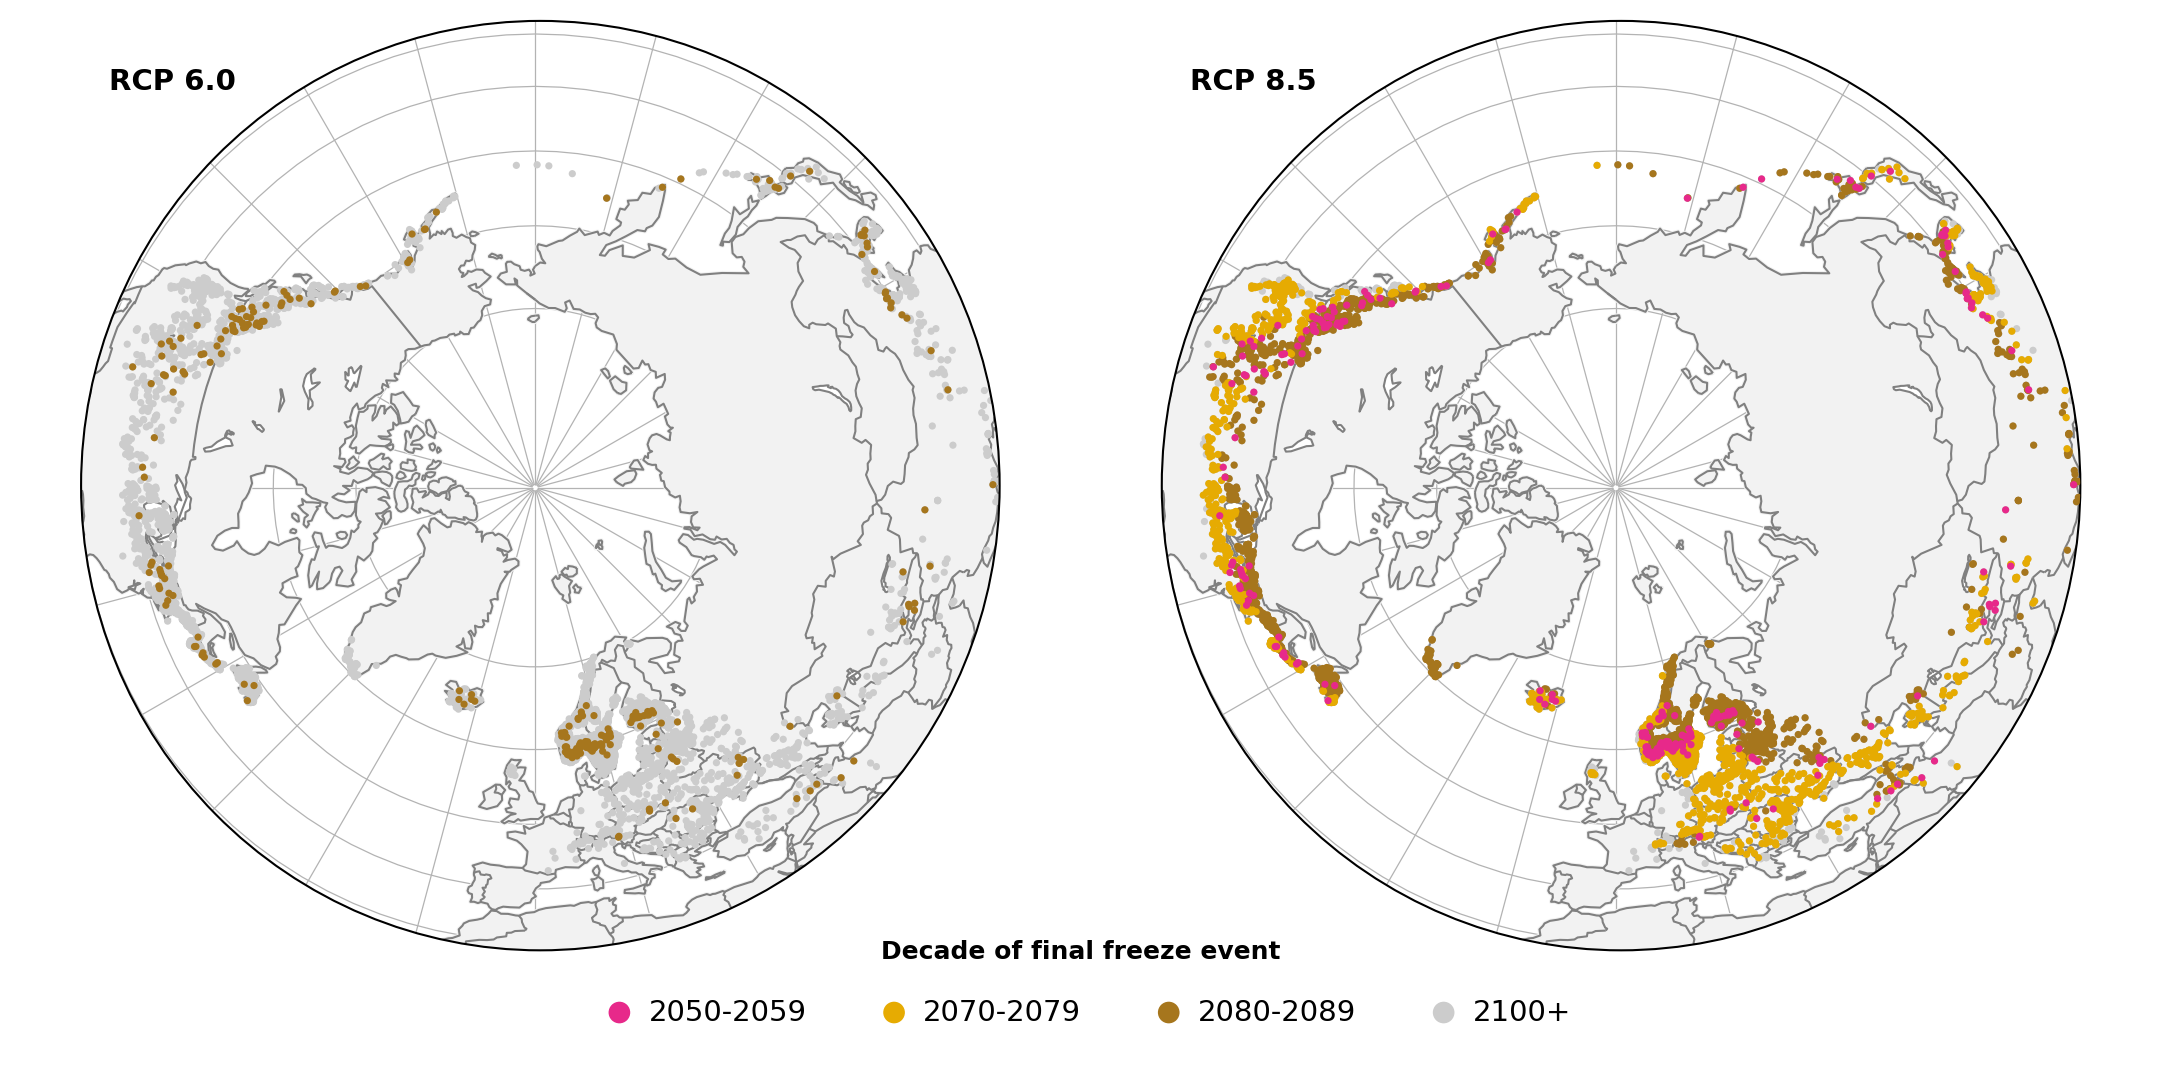 RCP 6.0
RCP 8.5
Decade of final freeze event
2050-2059
2070-2079
2080-2089
2100+